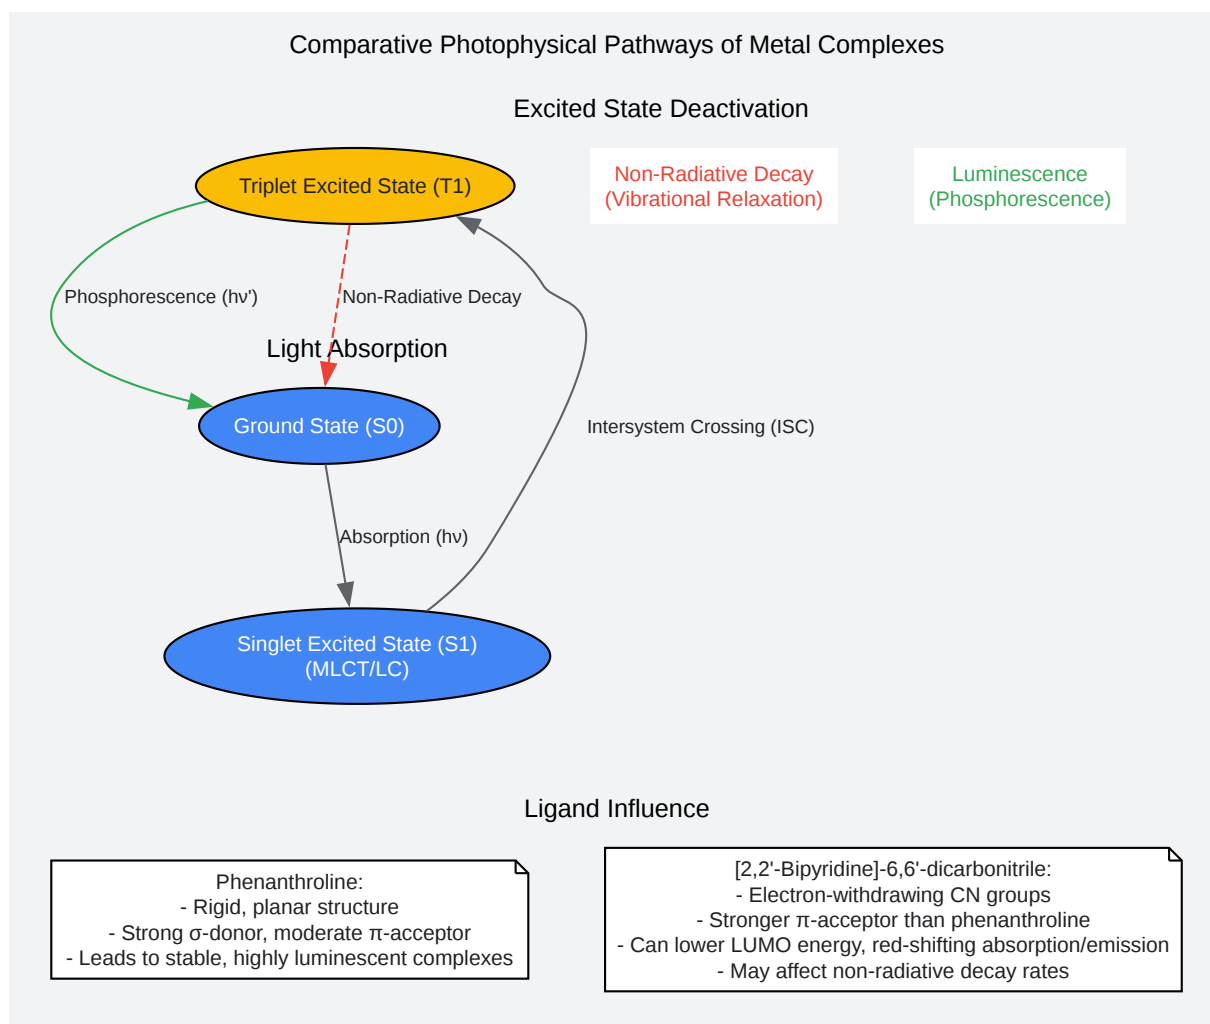 Comparative Photophysical Pathways of Metal Complexes
Excited State Deactivation
Triplet Excited State (T1)
Non-Radiative Decay
(Vibrational Relaxation)
Luminescence
(Phosphorescence)
Phosphorescence (hν')
Non-Radiative Decay
Light Absorption
Ground State (S0)
Intersystem Crossing (ISC)
Absorption (hν)
Singlet Excited State (S1)
(MLCT/LC)
Ligand Influence
Phenanthroline:
- Rigid, planar structure
- Strong σ-donor, moderate π-acceptor
- Leads to stable, highly luminescent complexes
[2,2'-Bipyridine]-6,6'-dicarbonitrile:
- Electron-withdrawing CN groups
- Stronger π-acceptor than phenanthroline
- Can lower LUMO energy, red-shifting absorption/emission
- May affect non-radiative decay rates